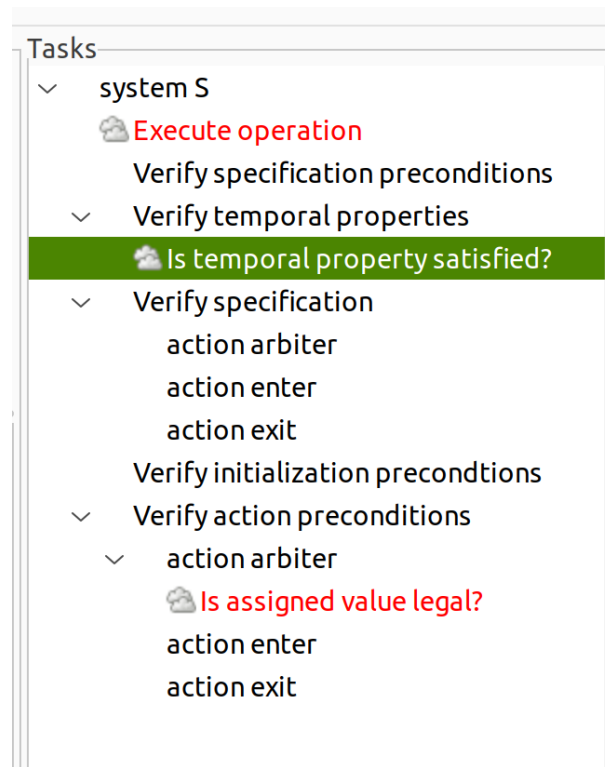 Tasks
system S
Execute operation
Verify specification preconditions
Verify temporal properties
Is temporal property satisfied?
Verify specification
action arbiter
action enter
action exit
Verify initialization precondtions
Verify action preconditions
action arbiter
Is assigned value legal?
action enter
action exit